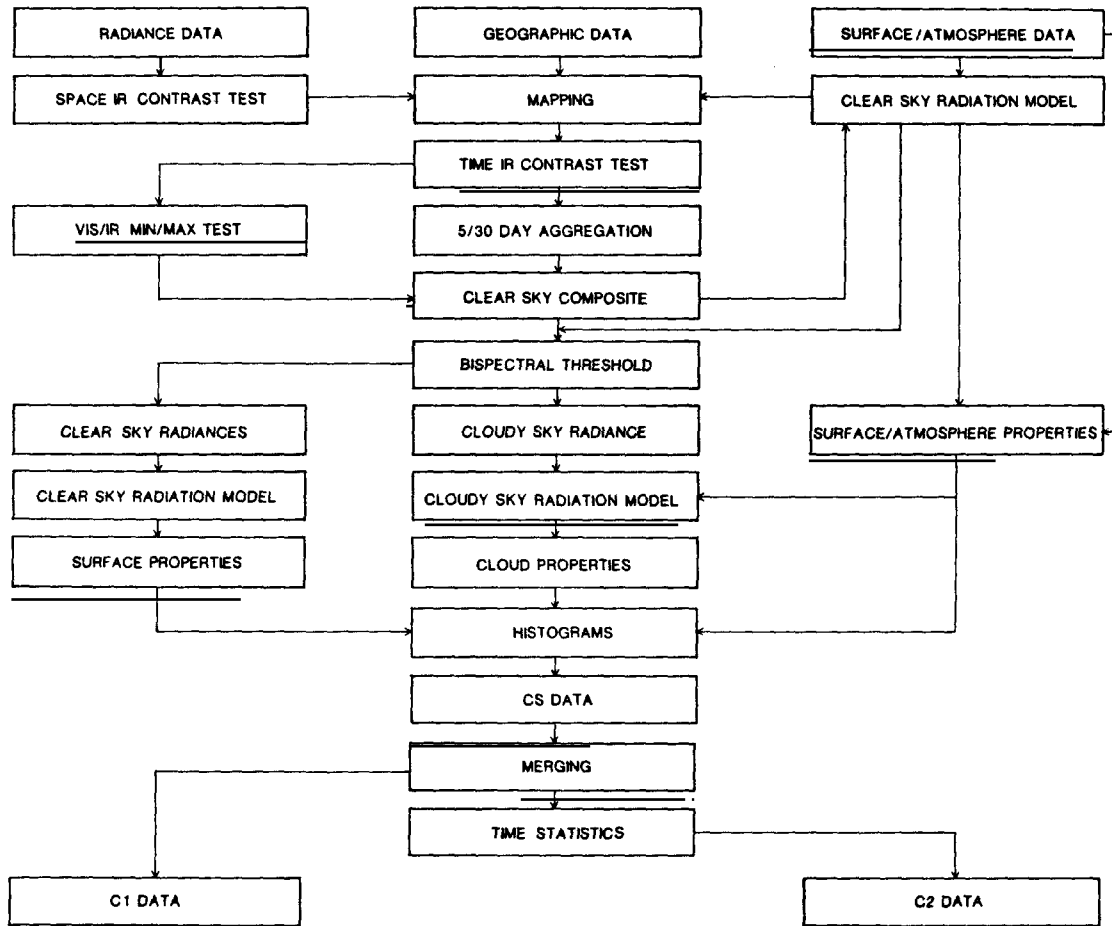 RADIANCE DATA
GEOGRAPHIC DATA
SURFACE/ATMOSPHERE DATA
SPACE IR CONTRAST TEST
MAPPING
CLEAR SKY RADIATION MODEL
TIME IR CONTRAST TEST
VIS/IR MIN/MAX TEST
5/30 DAY AGGREGATION
CLEAR SKY COMPOSITE
BISPECTRAL THRESHOLD
CLEAR SKY RADIANCES
CLOUDY SKY RADIANCE
SURFACE/ATMOSPHERE PROPERTIES
CLEAR SKY RADIATION MODEL
CLOUDY SKY RADIATION MODEL
SURFACE PROPERTIES
CLOUD PROPERTIES
HISTOGRAMS
CS DATA
MERGING
TIME STATISTICS
C1 DATA
C2 DATA